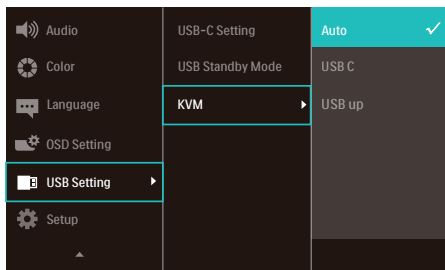 Audio
Color
Language
OSD Setting
USB Setting
Setup
USB-C Setting
USB Standby Mode
KVM
Auto
USB C
USB up